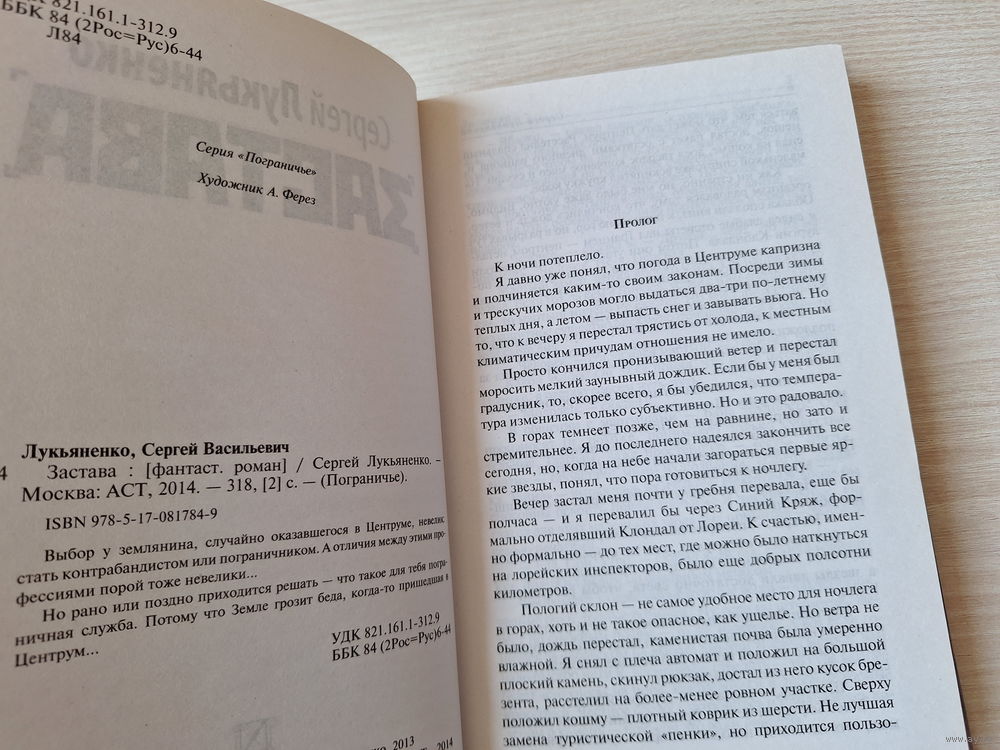 УДК 821.161.1-312.9
ББК 84 (2Рос=Рус)6-44
Л84
Серия «Пограничье»
Художник А. Ферез
4
Лукьяненко, Сергей Васильевич
Застава : [фантаст. роман] / Сергей Лукьяненко. –
Москва: АСТ, 2014. — 318, [2] с. — (Пограничье).
ISBN 978-5-17-081784-9
Выбор у землянина, случайно оказавшегося в Центруме, невелик:
стать контрабандистом или пограничником. А отличия между этими про-
фессиями порой тоже невелики...
Но рано или поздно приходится решать — что такое для тебя погра-
ничная служба. Потому что Земле грозит беда, когда-то пришедшая в
Центрум...
УДК 821.161.1-312.9
ББК 84 (2Рос=Рус)6-44
2013
2014
Пролог
К ночи потеплело.
Я давно уже понял, что погода в Центруме капризна
и подчиняется каким-то своим законам. Посреди зимы
и трескучих морозов могло выдаться два-три по-летнему
теплых дня, а летом — выпасть снег и завывать вьюга. Но
то, что к вечеру я перестал трястись от холода, к местным
климатическим причудам отношения не имело.
Просто кончился пронизывающий ветер и перестал
моросить мелкий заунывный дождик. Если бы у меня был
градусник, то, скорее всего, я бы убедился, что темпера-
тура изменилась только субъективно. Но и это радовало.
В горах темнеет позже, чем на равнине, но зато и
стремительнее. Я до последнего надеялся закончить все
сегодня, но, когда на небе начали загораться первые яр-
кие звезды, понял, что пора готовиться к ночлегу.
Вечер застал меня почти у гребня перевала, еще бы
полчаса — и я перевалил бы через Синий Кряж, фор-
мально отделявший Клондал от Лореи. К счастью, имен-
но формально — до тех мест, где можно было наткнуться
на лорейских инспекторов, было еще добрых полсотни
километров.
Пологий склон — не самое удобное место для ночлега
в горах, хоть и не такое опасное, как ущелье. Но ветра не
было, дождь перестал, каменистая почва была умеренно
влажной. Я снял с плеча автомат и положил на большой
плоский камень, скинул рюкзак, достал из него кусок бре-
зента, расстелил на более-менее ровном участке. Сверху
положил кошму — плотный коврик из шерсти. Не лучшая
замена туристической «пенки», но приходится пользо-